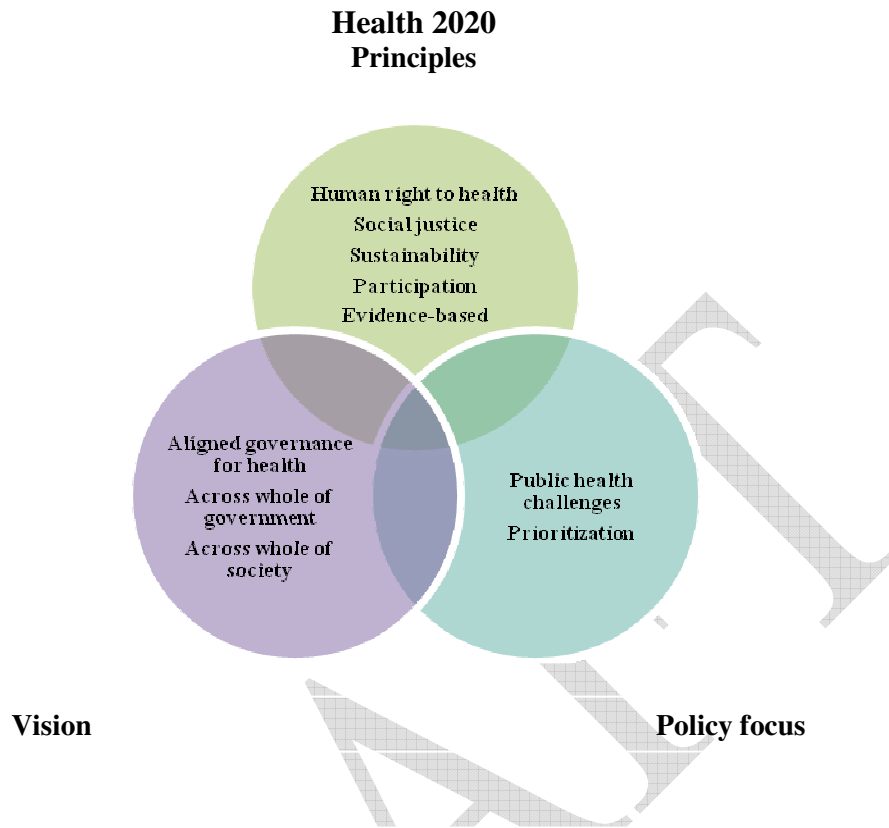 Health 2020
Principles
Human right to health
Social justice
Sustainability
Participation
Evidence-based
Aligned governance
for health
Across whole of
government
Across whole of
society
Public health
challenges
Prioritization
Vision
Policy focus